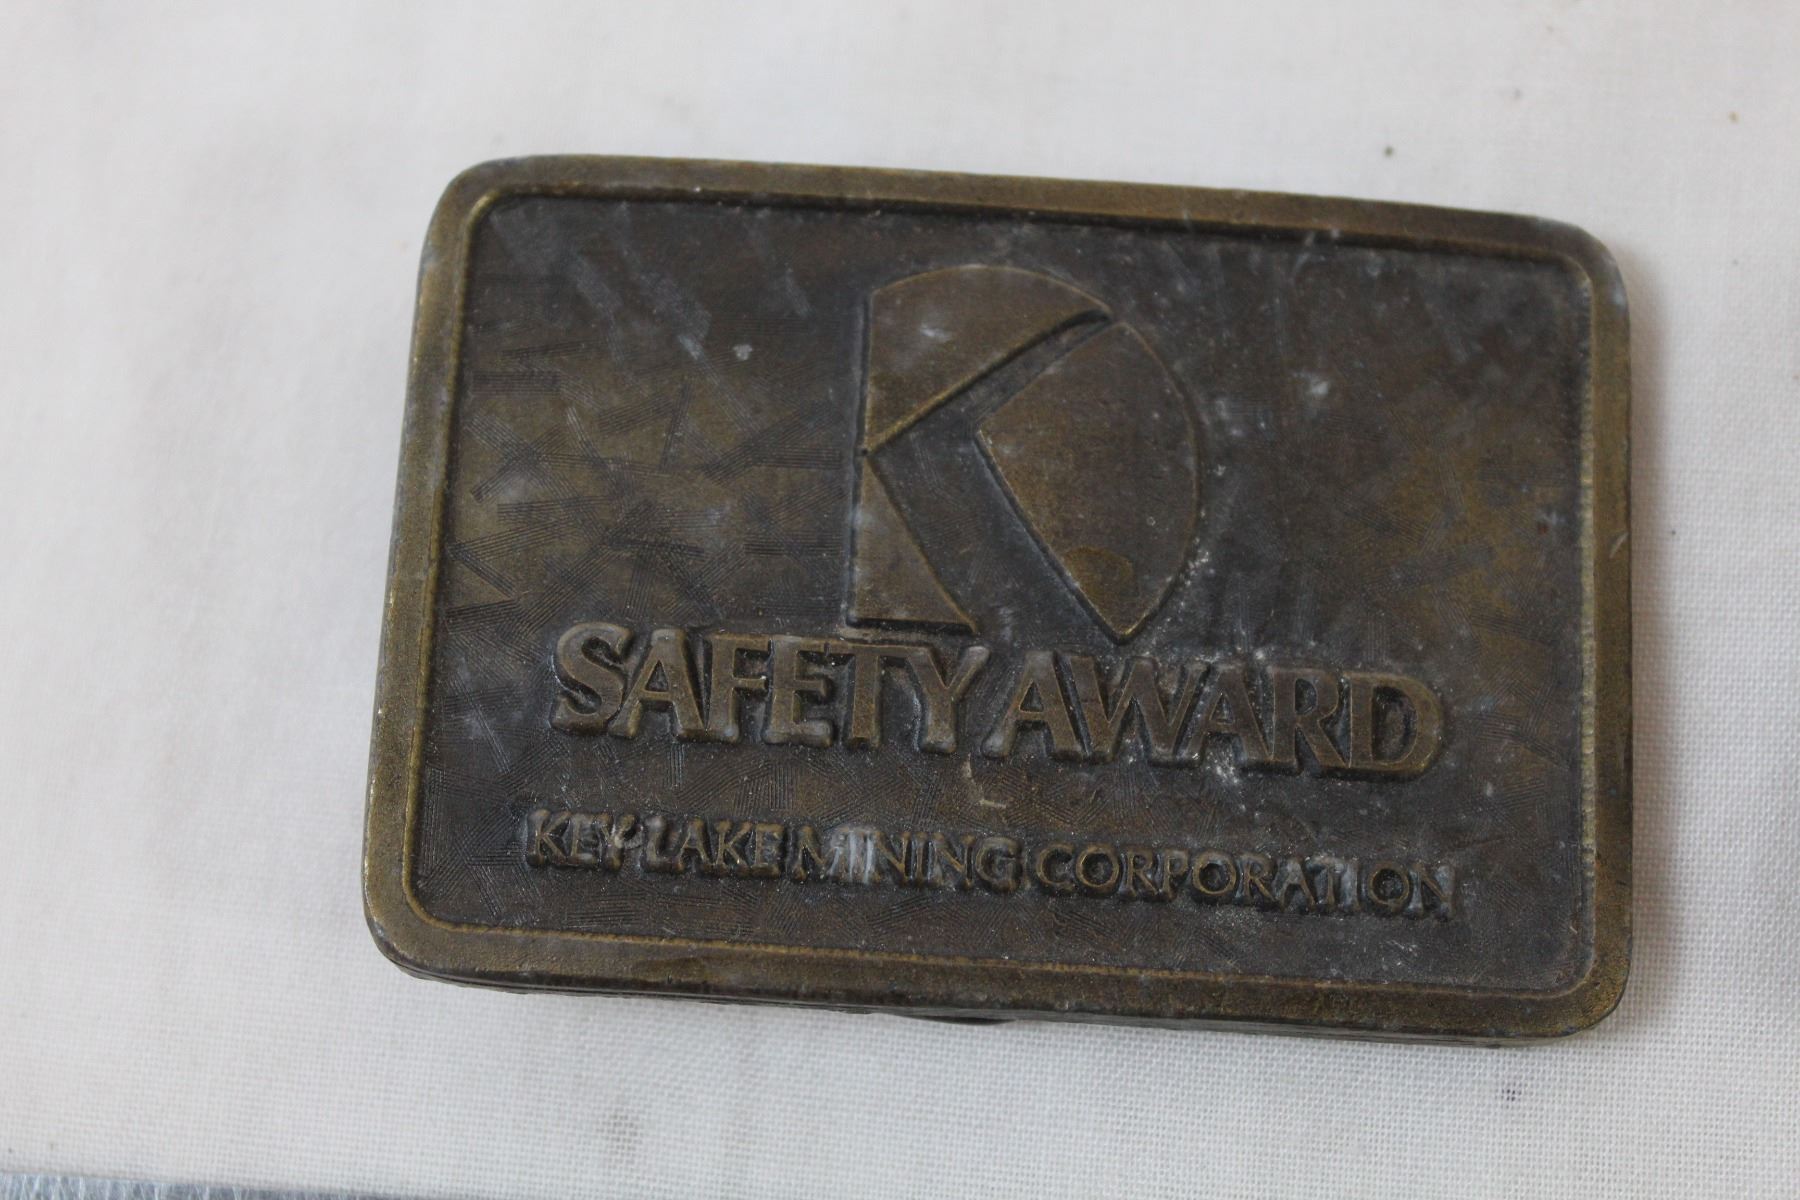 SAFETY AWARD
KEY LAKE MINING CORPORATION